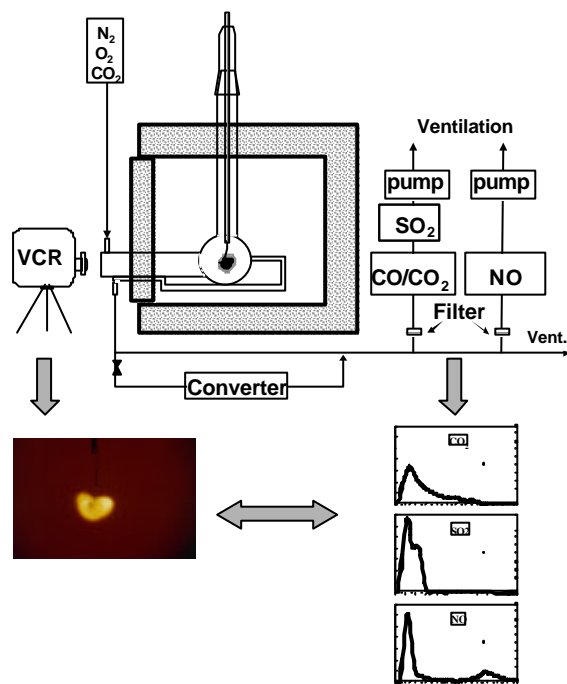 N₂
O₂
CO₂
VCR
Ventilation
pump
pump
SO₂
CO/CO₂
NO
Filter
Vent.
Converter
CO₂
SO2
NO